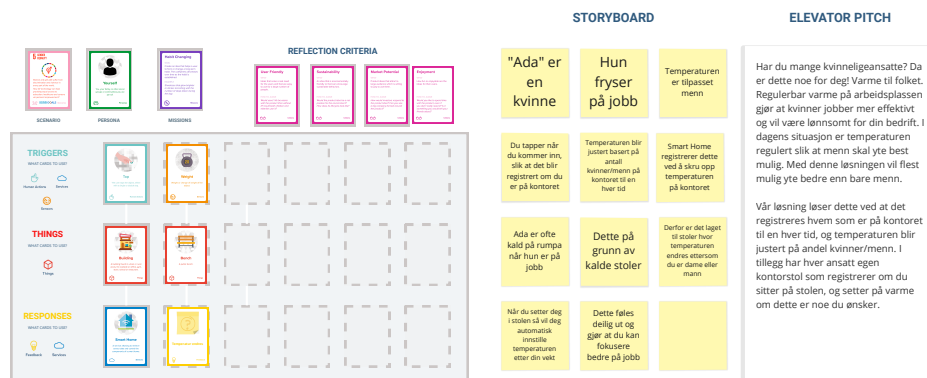 STORYBOARD
ELEVATOR PITCH
REFLECTION CRITERIA
SCENARIO
PERSONA
MISSIONS
Yourself
Habit Changing
User Friendly
Sustainability
Market Potential
Enjoyment
TRIGGERS
WHAT CARDS TO USE?
Human Actions
Devices
Sensors
Tap
Weight
THINGS
WHAT CARDS TO USE?
Things
Building
Bench
RESPONSES
WHAT CARDS TO USE?
Feedback
Services
Smart Home
"Ada" er
en
kvinne
Hun
fryser
på jobb
Temperaturen
er tilpasset
menn
Du tapper når
du kommer inn,
slik at det blir
registrert om du
er på kontoret
Temperaturen blir
justert basert på
antall
kvinner/menn på
kontoret til en
hver tid
Smart Home
registrerer dette
ved å skru opp
temperaturen
på kontoret
Ada er ofte
kald på rumpa
når hun er på
jobb
Dette på
grunn av
kalde stoler
Derfor er det laget
til stoler hvor
temperaturen
endres ettersom
du er dame eller
mann
Når du setter deg
i stolen så vil deg
automatisk
innstille
temperaturen
etter din vekt
Dette føles
deilig ut og
gjør at du kan
fokusere
bedre på jobb
Har du mange kvinneligeansatte? Da
er dette noe for deg! Varme til folket.
Regulerbar varme på arbeidsplassen
gjør at kvinner jobber mer effektivt
og vil være lønnsomt for din bedrift. I
dagens situasjon er temperaturen
regulert slik at menn skal yte best
mulig. Med denne løsningen vil flest
mulig yte bedre enn bare menn.
Vår løsning løser dette ved at det
registreres hvem som er på kontoret
til en hver tid, og temperaturen blir
justert på andel kvinner/menn. I
tillegg har hver ansatt egen
kontorstol som registrerer om du
sitter på stolen, og setter på varme
om dette er noe du ønsker.